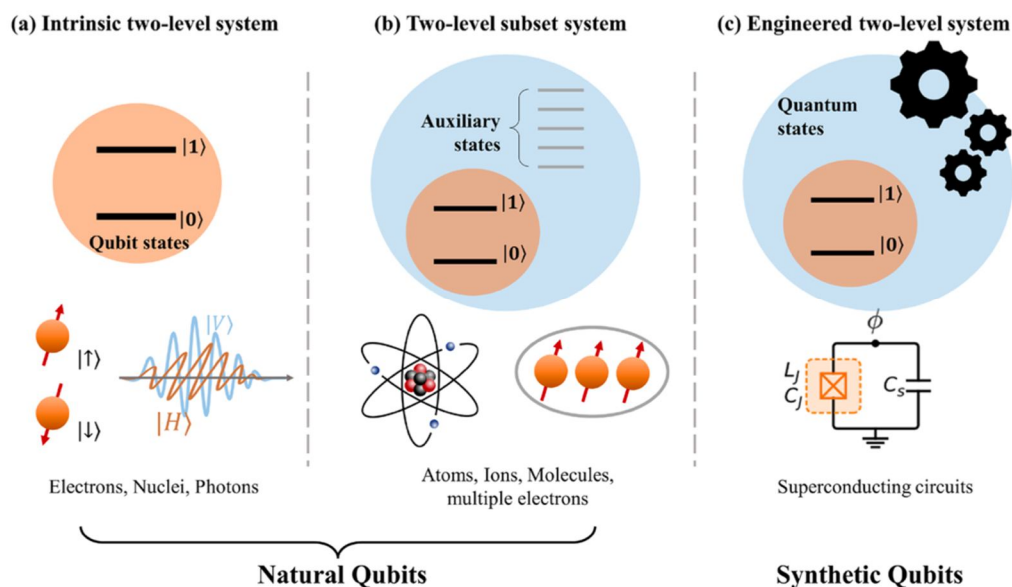 (a) Intrinsic two-level system
|1⟩
|0⟩
Qubit states
|↑⟩
|↓⟩
|V⟩
|H⟩
Electrons, Nuclei, Photons
(b) Two-level subset system
Auxiliary
states
|1⟩
|0⟩
Atoms, Ions, Molecules,
multiple electrons
Natural Qubits
(c) Engineered two-level system
Quantum
states
|1⟩
|0⟩
ϕ
L_J
C_J
C_s
Superconducting circuits
Synthetic Qubits